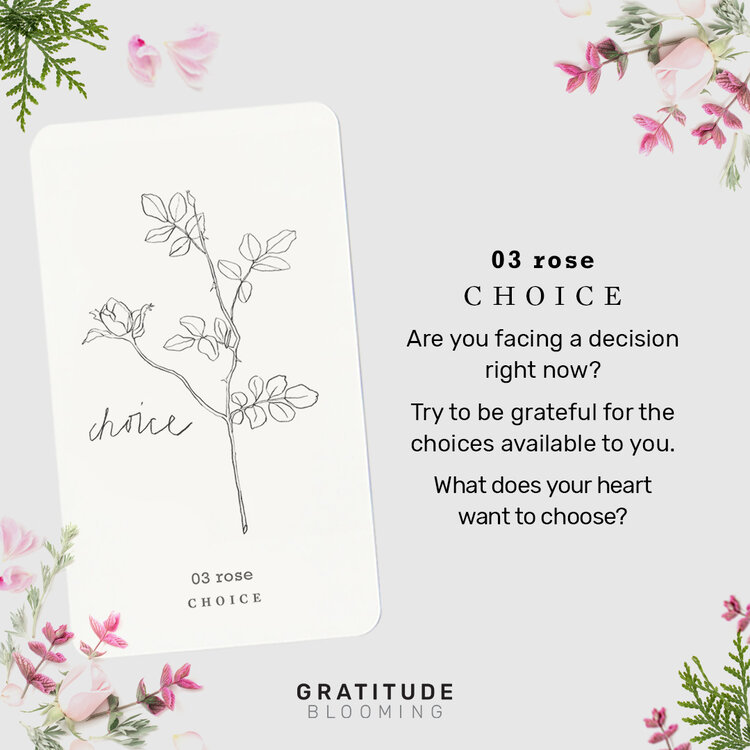 choice
03 rose
CHOICE
03 rose
CHOICE
Are you facing a decision
right now?
Try to be grateful for the
choices available to you.
What does your heart
want to choose?
GRATITUDE
BLOOMING